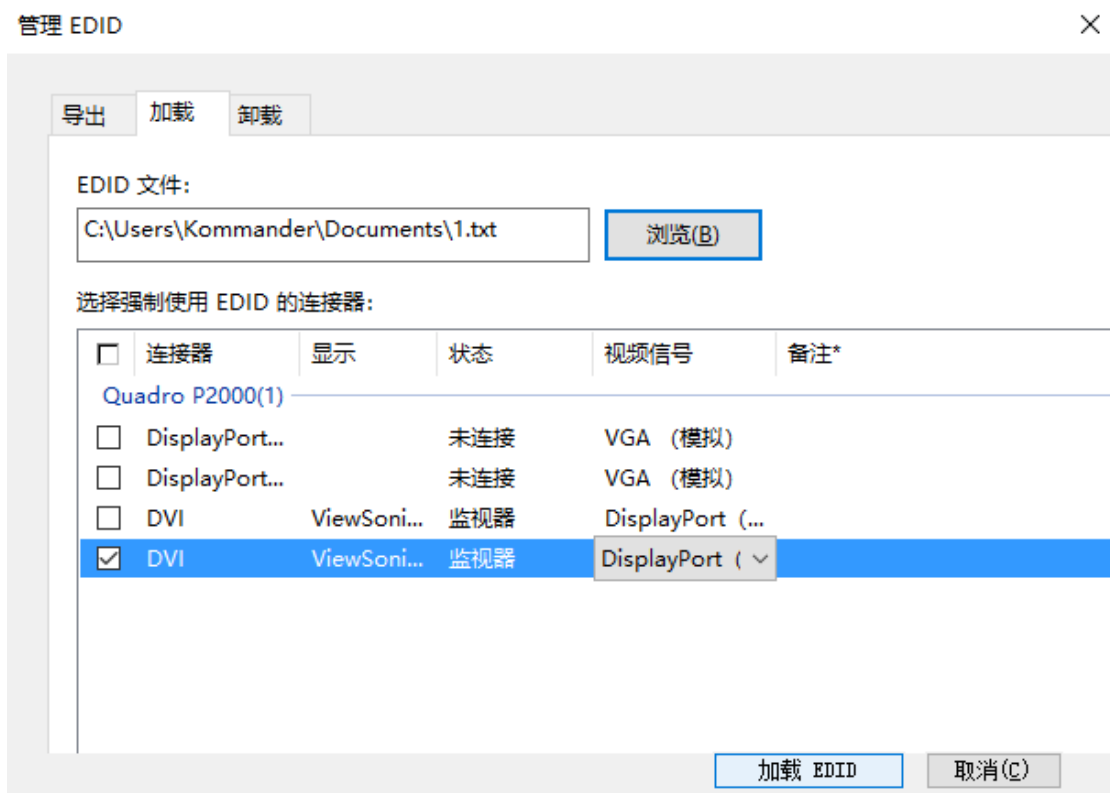 管理 EDID
导出 加载 卸载
EDID 文件:
C:\Users\Kommander\Documents\1.txt 浏览(B)
选择强制使用 EDID 的连接器:
连接器 显示 状态 视频信号 备注*
Quadro P2000(1)
DisplayPort... 未连接 VGA （模拟）
DisplayPort... 未连接 VGA （模拟）
DVI ViewSoni... 监视器 DisplayPort（...
DVI ViewSoni... 监视器 DisplayPort（
加载 EDID 取消(C)